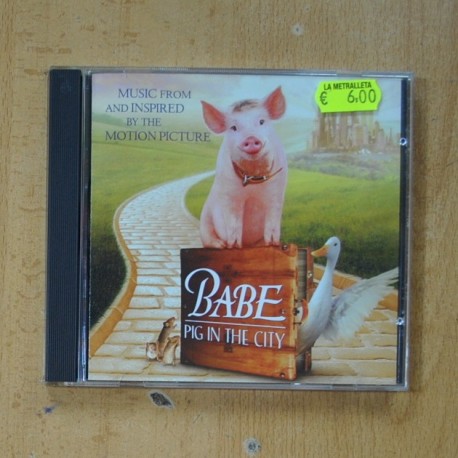 MUSIC FROM
AND INSPIRED
BY THE
MOTION PICTURE
LA METRALLETA
€ 6.00
BABE
PIG IN THE CITY